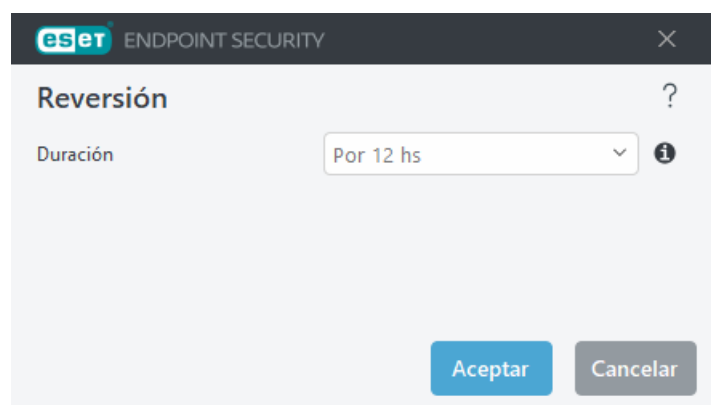 eset ENDPOINT SECURITY
Reversión ?
Duración Por 12 hs
Aceptar Cancelar